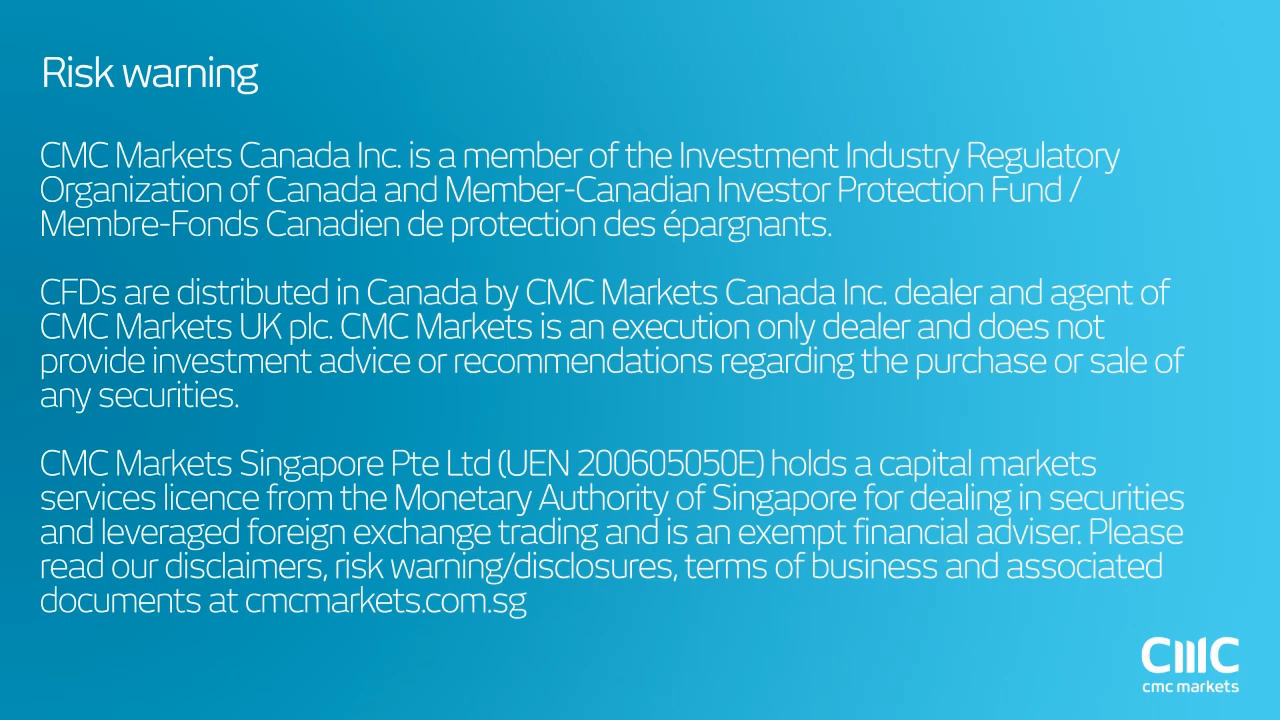 Risk warning
CMC Markets Canada Inc. is a member of the Investment Industry Regulatory
Organization of Canada and Member-Canadian Investor Protection Fund /
Membre-Fonds Canadien de protection des épargnants.
CFDs are distributed in Canada by CMC Markets Canada Inc. dealer and agent of
CMC Markets UK plc. CMC Markets is an execution only dealer and does not
provide investment advice or recommendations regarding the purchase or sale of
any securities.
CMC Markets Singapore Pte Ltd (UEN 200605050E) holds a capital markets
services licence from the Monetary Authority of Singapore for dealing in securities
and leveraged foreign exchange trading and is an exempt financial adviser. Please
read our disclaimers, risk warning/disclosures, terms of business and associated
documents at cmcmarkets.com.sg
CMC
cmc markets